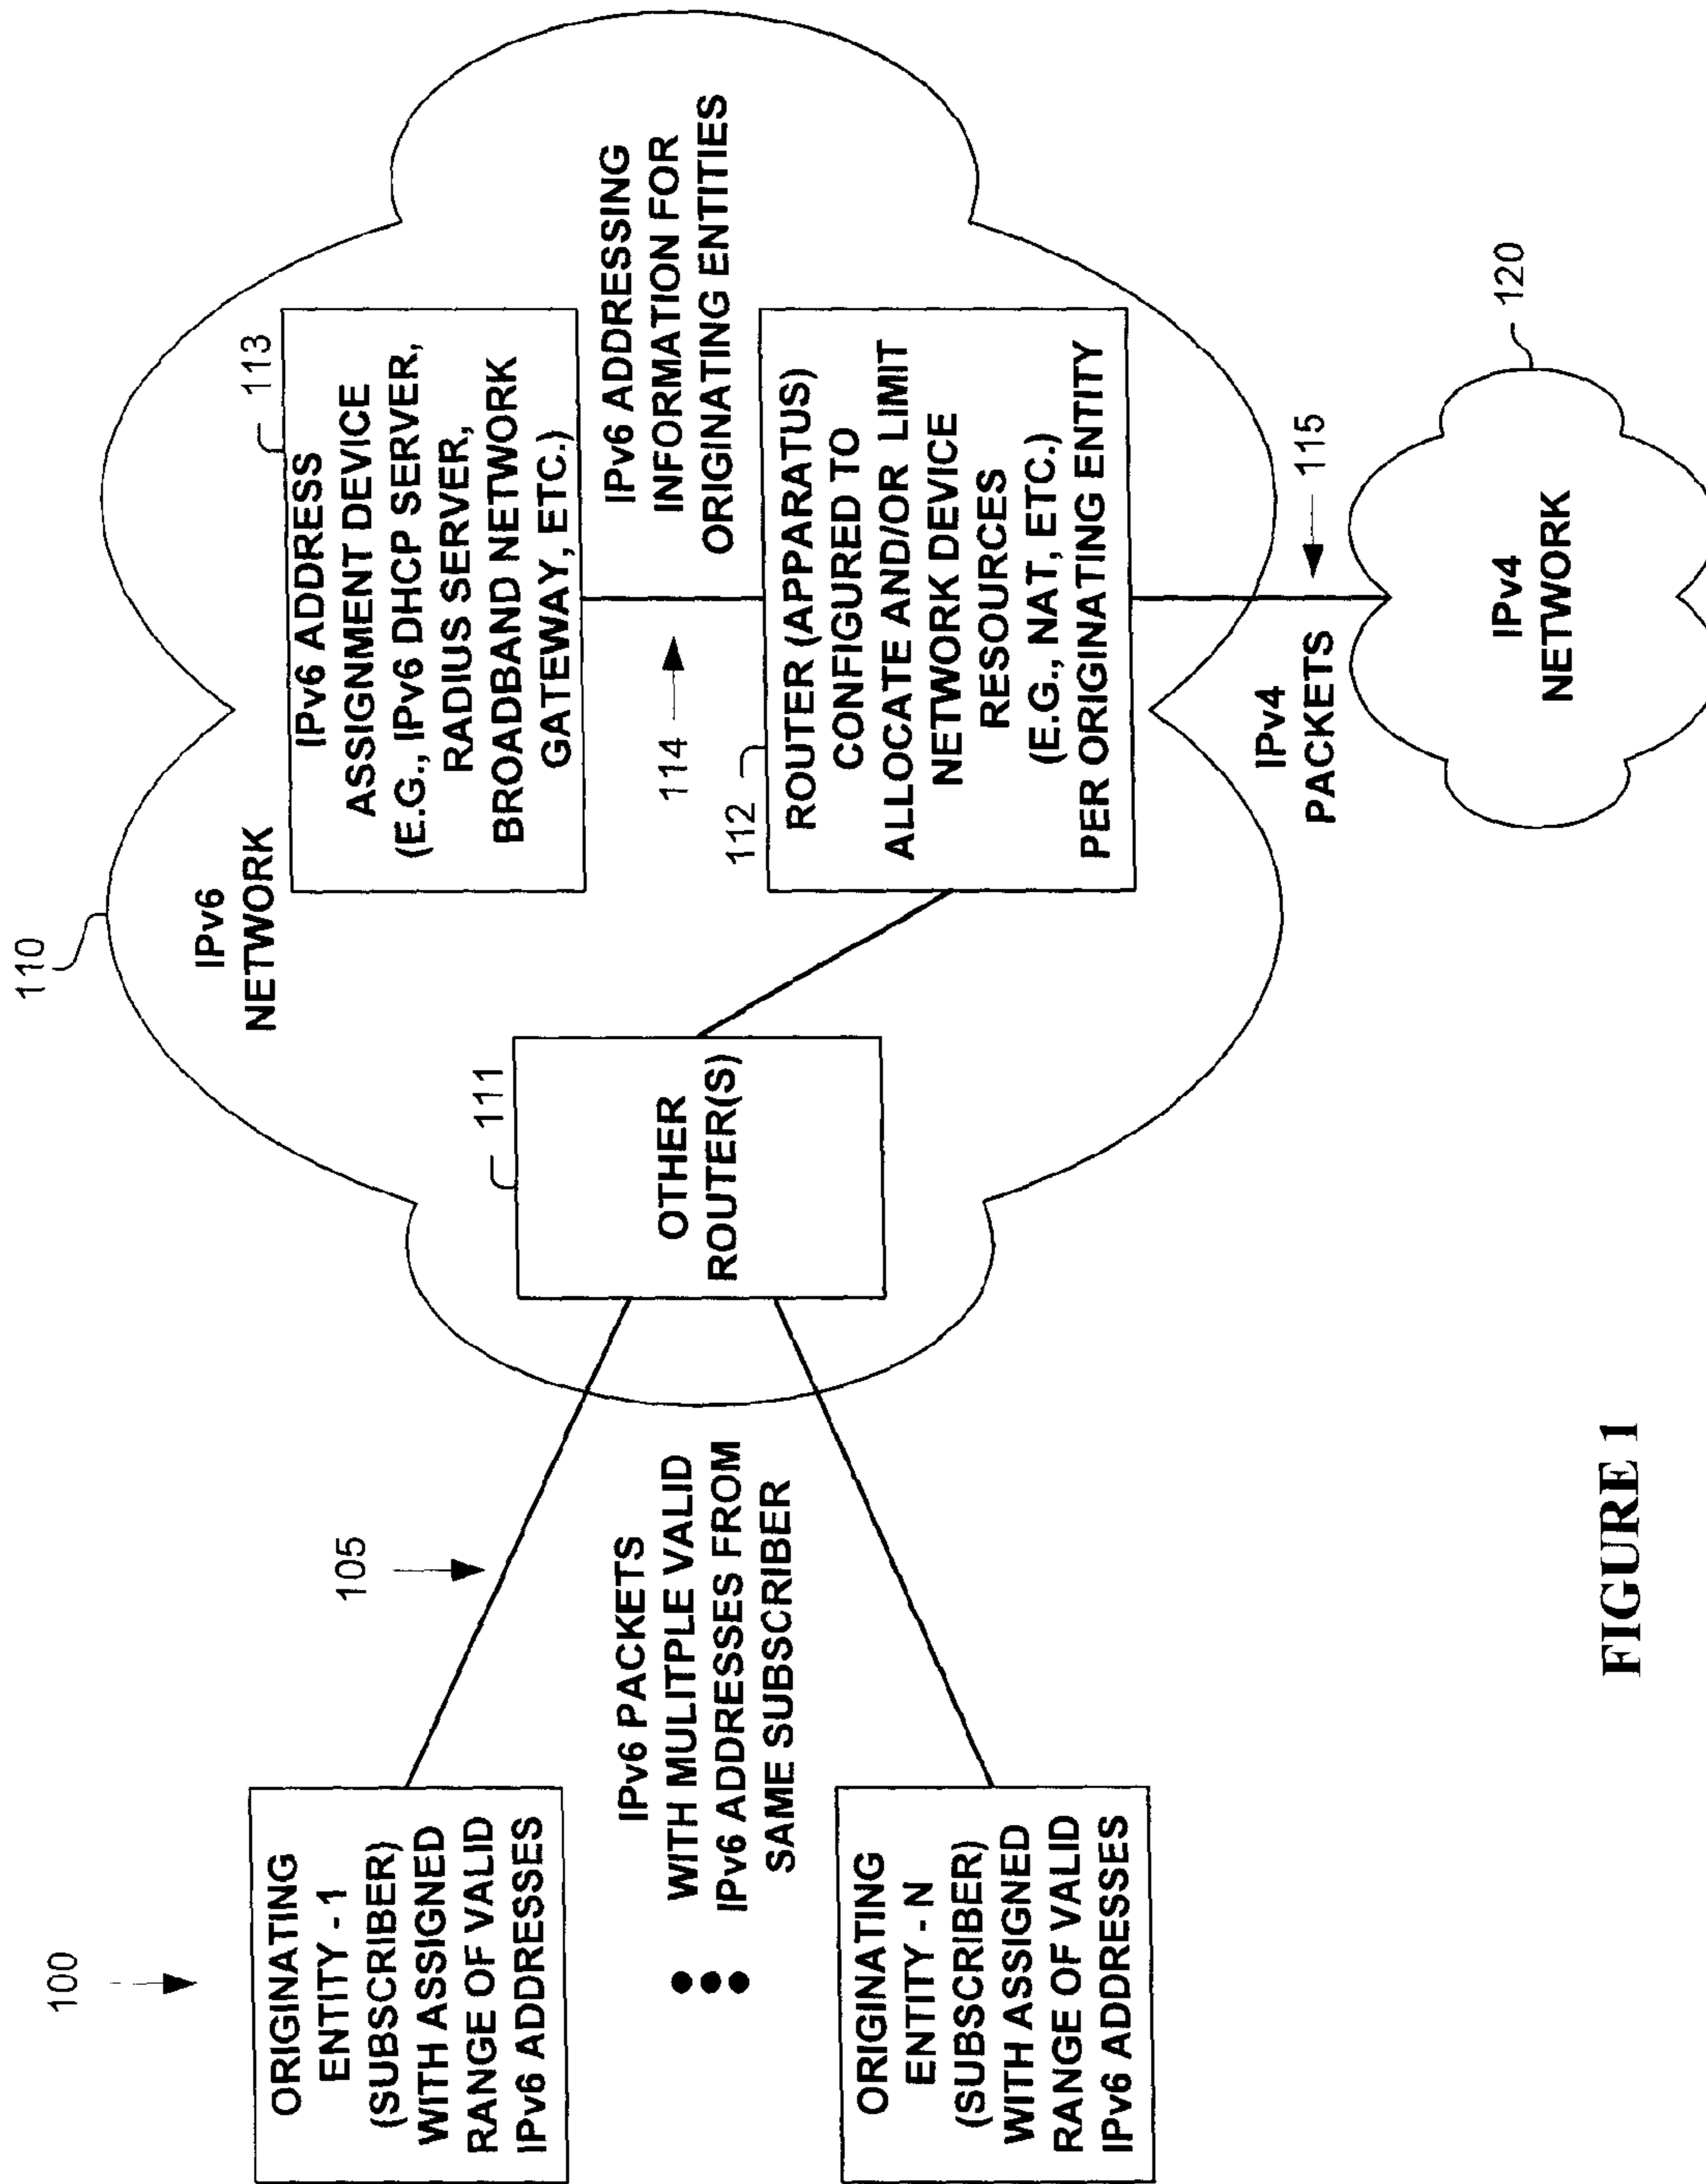 100
ORIGINATING
ENTITY - 1
(SUBSCRIBER)
WITH ASSIGNED
RANGE OF VALID
IPv6 ADDRESSES
105
IPv6 PACKETS
WITH MULITPLE VALID
IPv6 ADDRESSES FROM
SAME SUBSCRIBER
ORIGINATING
ENTITY - N
(SUBSCRIBER)
WITH ASSIGNED
RANGE OF VALID
IPv6 ADDRESSES
110
IPv6
NETWORK
111
OTHER
ROUTER(S)
113
IPv6 ADDRESS
ASSIGNMENT DEVICE
(E.G., IPv6 DHCP SERVER,
RADIUS SERVER,
BROADBAND NETWORK
GATEWAY, ETC.)
114
IPv6 ADDRESSING
INFORMATION FOR
ORIGINATING ENTITIES
112
ROUTER (APPARATUS)
CONFIGURED TO
ALLOCATE AND/OR LIMIT
NETWORK DEVICE
RESOURCES
(E.G., NAT, ETC.)
PER ORIGINATING ENTITY
IPv4
PACKETS
115
120
IPv4
NETWORK
FIGURE 1